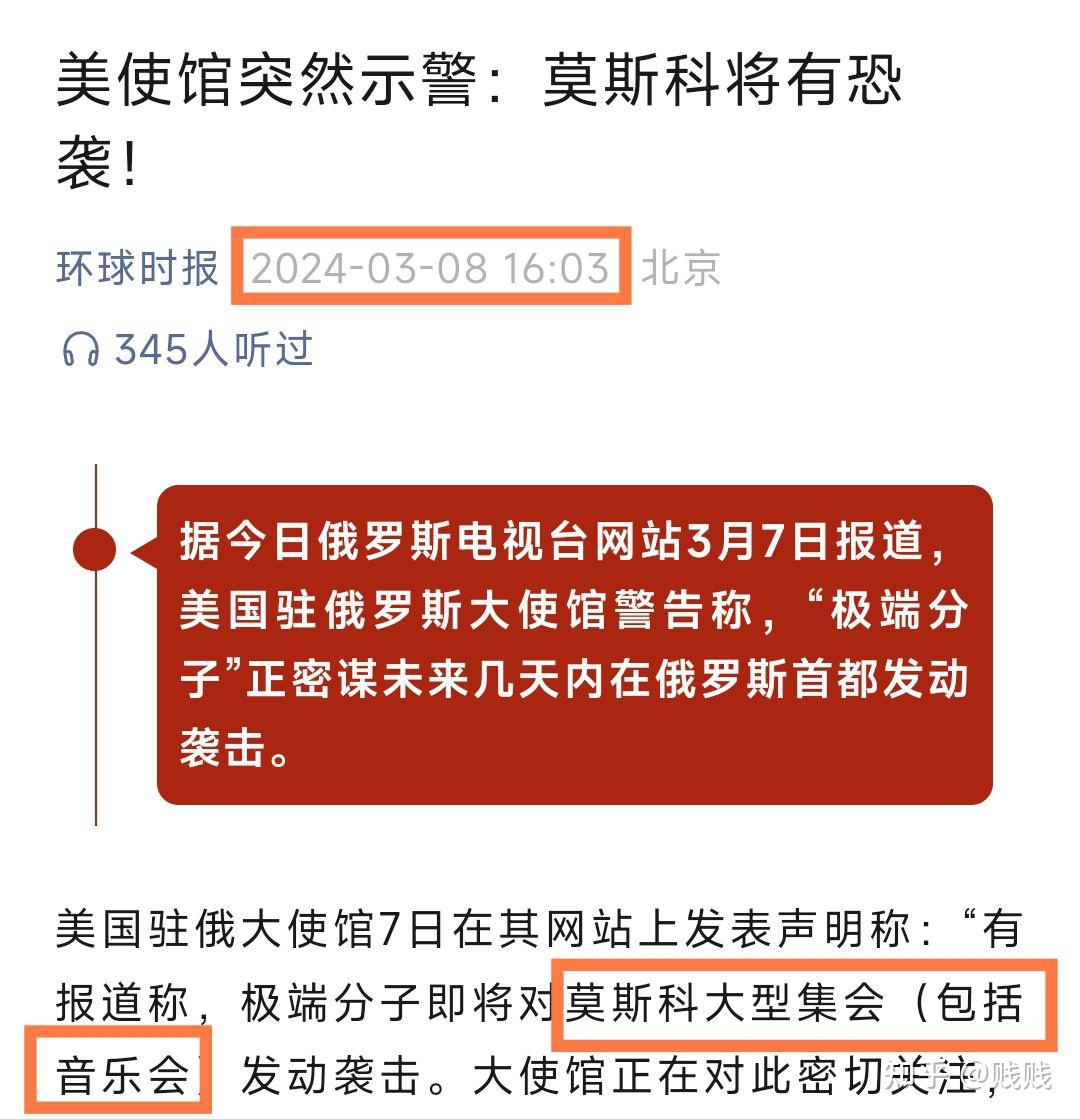 美使馆突然示警：莫斯科将有恐
袭！
环球时报 2024-03-08 16:03 北京
345人听过
据今日俄罗斯电视台网站3月7日报道，
美国驻俄罗斯大使馆警告称，“极端分
子”正密谋未来几天内在俄罗斯首都发动
袭击。
美国驻俄大使馆7日在其网站上发表声明称：“有
报道称，极端分子即将对莫斯科大型集会（包括
音乐会）发动袭击。大使馆正在对此密切关注，
知乎 @贱贱